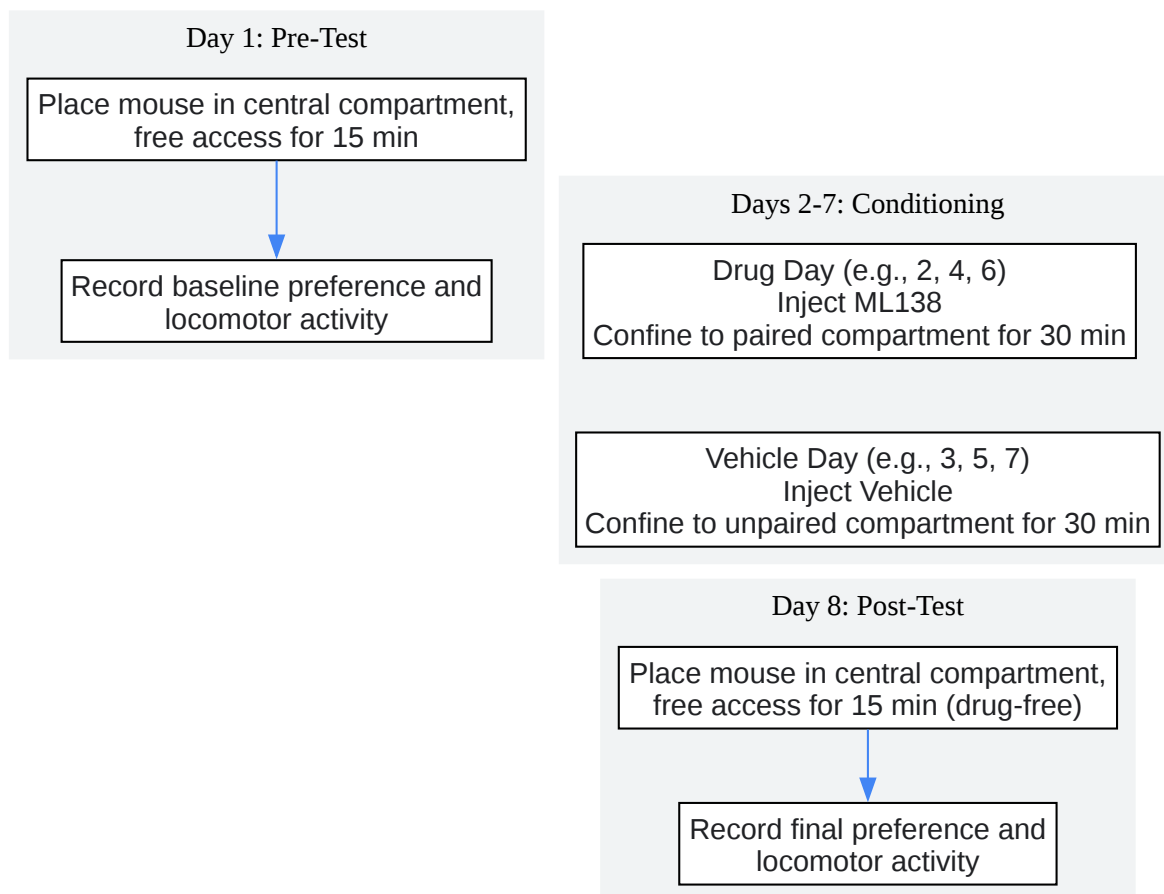 Day 1: Pre-Test
Place mouse in central compartment,
free access for 15 min
Record baseline preference and
locomotor activity
Days 2-7: Conditioning
Drug Day (e.g., 2, 4, 6)
Inject ML138
Confine to paired compartment for 30 min
Vehicle Day (e.g., 3, 5, 7)
Inject Vehicle
Confine to unpaired compartment for 30 min
Day 8: Post-Test
Place mouse in central compartment,
free access for 15 min (drug-free)
Record final preference and
locomotor activity